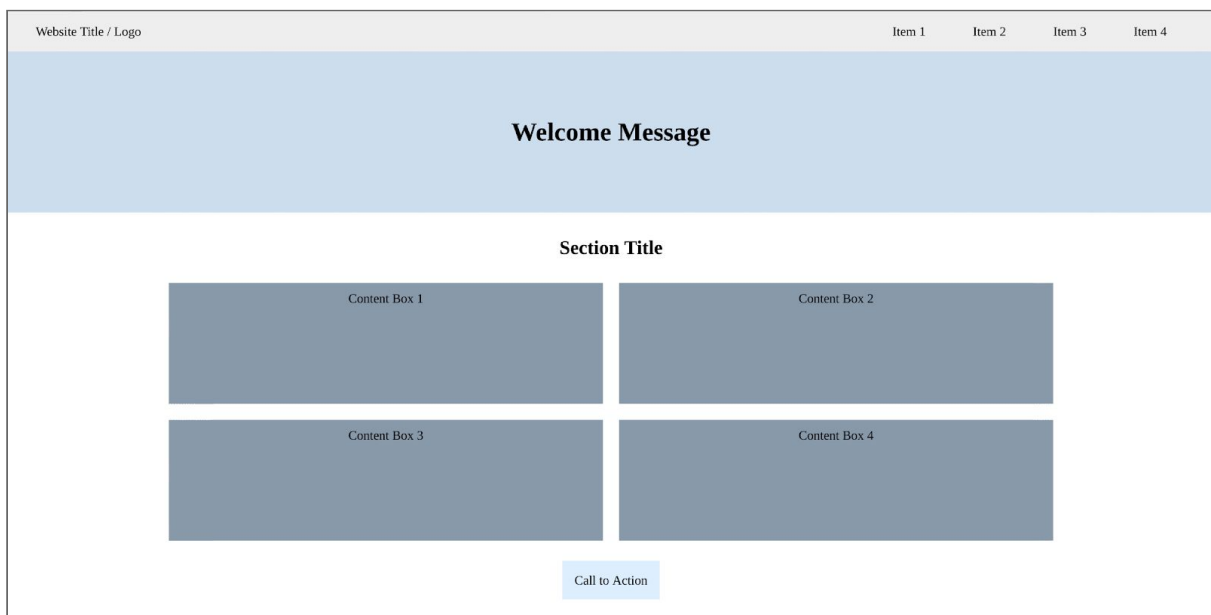 Website Title / Logo Item 1 Item 2 Item 3 Item 4
Welcome Message
Section Title
Content Box 1 Content Box 2
Content Box 3 Content Box 4
Call to Action